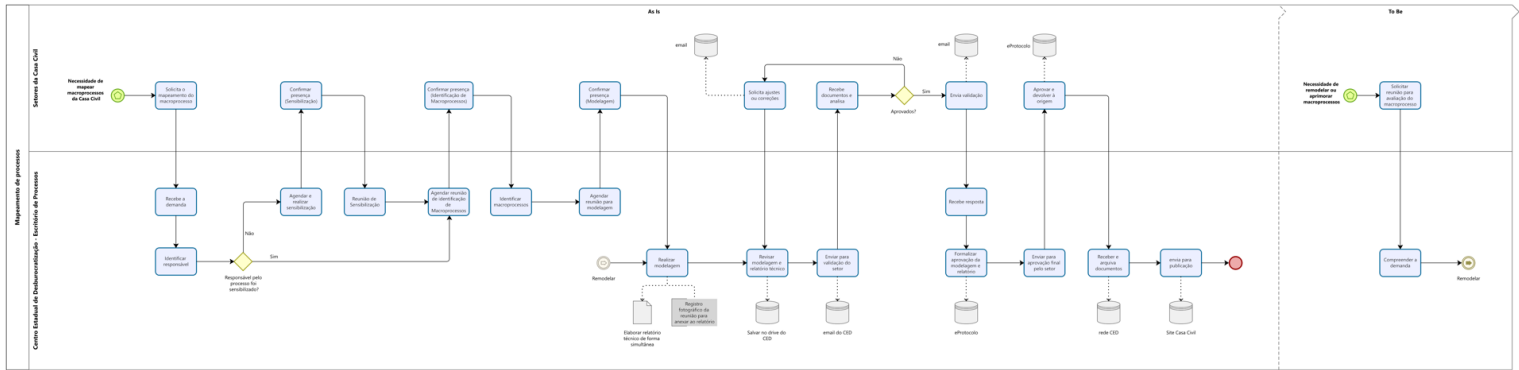 As Is
To Be
Mapeamento de processos
Setores da Casa Civil
Necessidade de
mapear
macroprocessos
da Casa Civil
Solicita o
mapeamento do
macroprocesso
Confirmar
presença
(Sensibilização)
Confirmar presença
(Identificação de
Macroprocessos)
Confirmar
presença
(Modelagem)
email
Solicita ajustes
ou correções
Recebe
documentos e
analisa
Não
Aprovados?
Sim
email
Envia validação
eProtocolo
Aprovar e
devolver à
origem
Necessidade de
remodelar ou
aprimorar
macroprocessos
Solicitar
reunião para
avaliação do
macroprocesso
Centro Estadual de Desburocratização - Escritório de Processos
Recebe a
demanda
Identificar
responsável
Não
Sim
Responsável pelo
processo foi
sensibilizado?
Agendar e
realizar
sensibilização
Reunião de
Sensibilização
Agendar reunião
de identificação
de
Macroprocessos
Identificar
macroprocessos
Agendar
reunião para
modelagem
Remodelar
Realizar
modelagem
Elaborar relatório
técnico de forma
simultânea
Registro
fotográfico da
reunião para
anexar ao relatório
Revisar
modelagem e
relatório técnico
Salvar no drive do
CED
Enviar para
validação do
setor
email do CED
Recebe resposta
Formalizar
aprovação da
modelagem e
relatório
eProtocolo
Enviar para
aprovação final
pelo setor
Receber e
arquiva
documentos
rede CED
envia para
publicação
Site Casa Civil
Compreender a
demanda
Remodelar